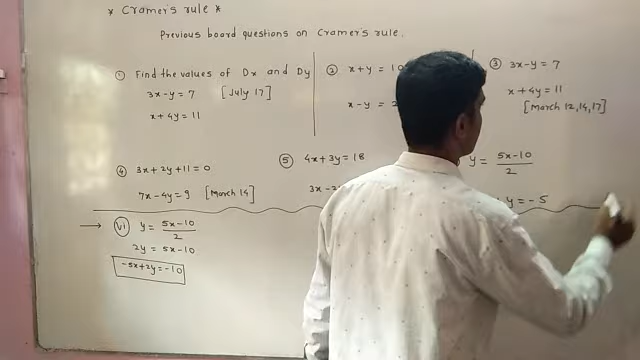 * Cramer's rule *
Previous board questions on Cramer's rule.
① Find the values of Dx and Dy
3x-y = 7 [July 17]
x+4y = 11
② x+y = 10
x-y = 2
③ 3x-y = 7
x+4y = 11
[March 12,14,17]
④ 3x+2y+11=0
7x-4y=9 [March 14]
⑤ 4x+3y=18
3x-2
y = 5x-10
2
y = -5
→ (vi) y = 5x-10
2
2y = 5x-10
-5x+2y=-10